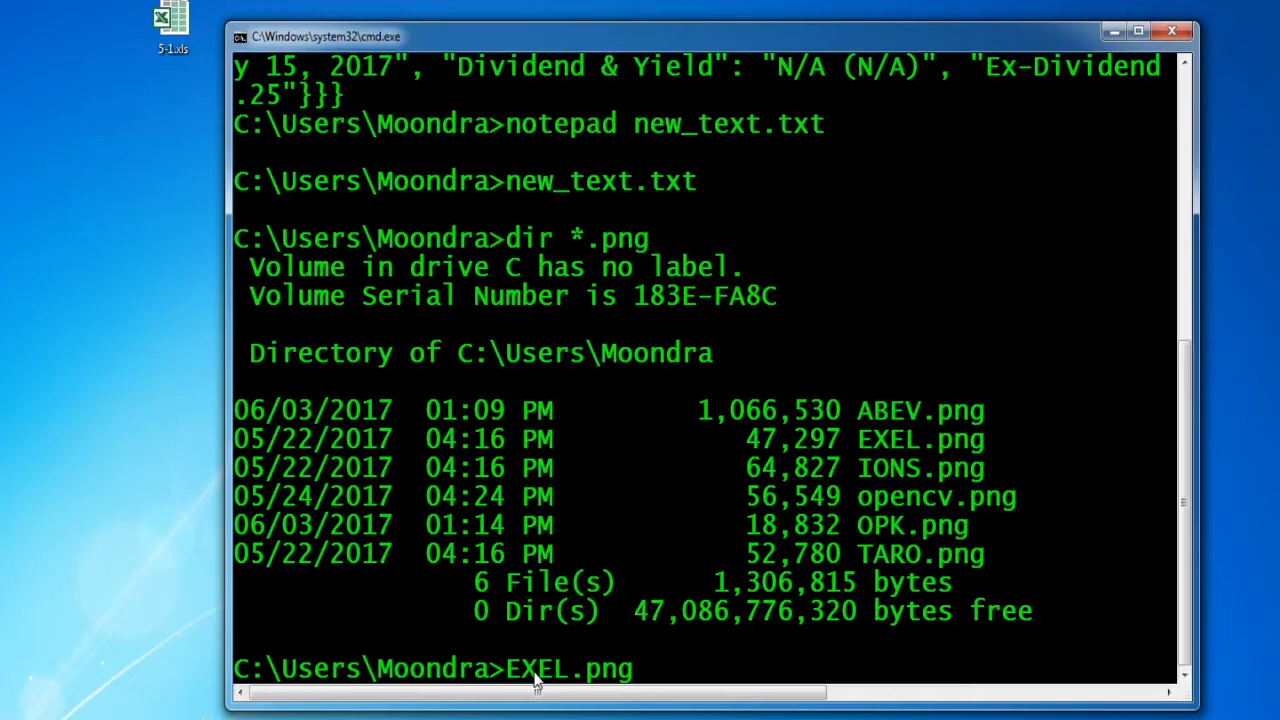 5-1.xls
C:\Windows\system32\cmd.exe
y 15, 2017", "Dividend & Yield": "N/A (N/A)", "Ex-Dividend
.25"}}}
C:\Users\Moondra>notepad new_text.txt
C:\Users\Moondra>new_text.txt
C:\Users\Moondra>dir *.png
Volume in drive C has no label.
Volume Serial Number is 183E-FA8C
Directory of C:\Users\Moondra
06/03/2017  01:09 PM         1,066,530 ABEV.png
05/22/2017  04:16 PM            47,297 EXEL.png
05/22/2017  04:16 PM            64,827 IONS.png
05/24/2017  04:24 PM            56,549 opencv.png
06/03/2017  01:14 PM            18,832 OPK.png
05/22/2017  04:16 PM            52,780 TARO.png
6 File(s)      1,306,815 bytes
0 Dir(s)  47,086,776,320 bytes free
C:\Users\Moondra>EXEL.png